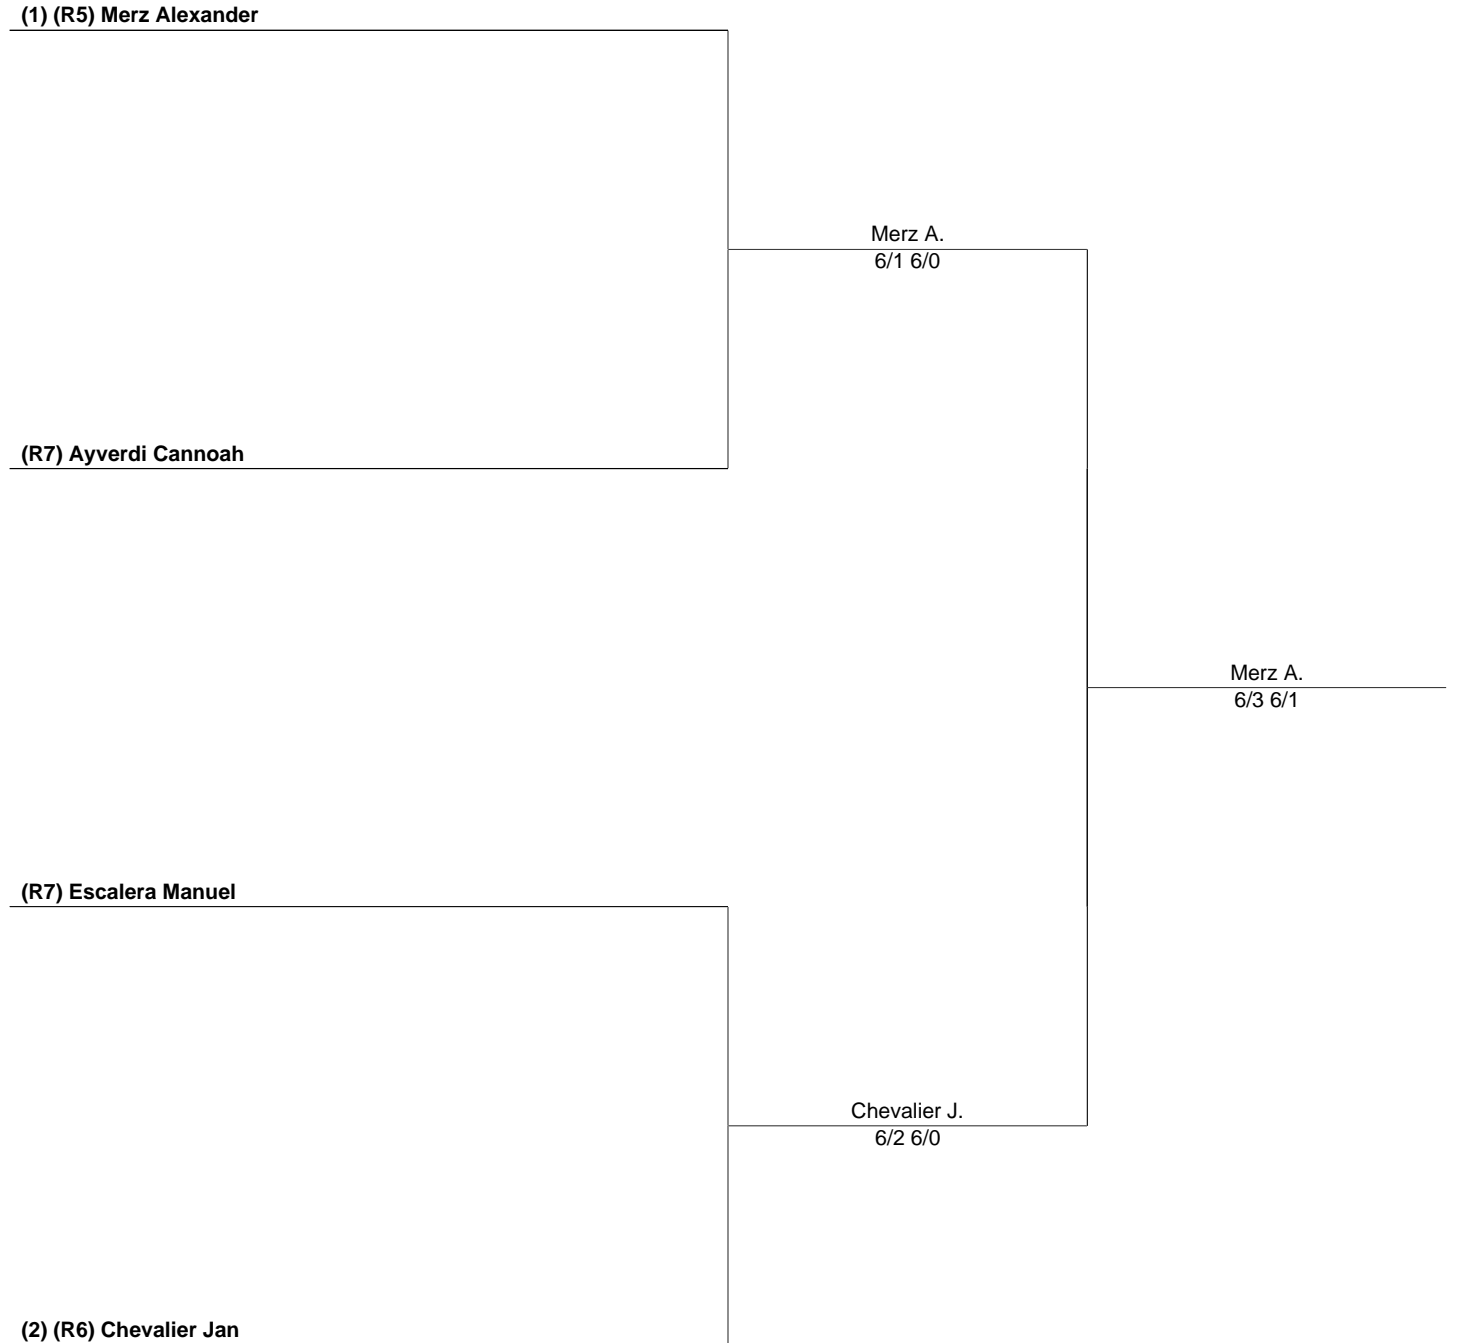 (1) (R5) Merz Alexander
Merz A.
6/1 6/0
(R7) Ayverdi Cannoah
Merz A.
6/3 6/1
(R7) Escalera Manuel
Chevalier J.
6/2 6/0
(2) (R6) Chevalier Jan